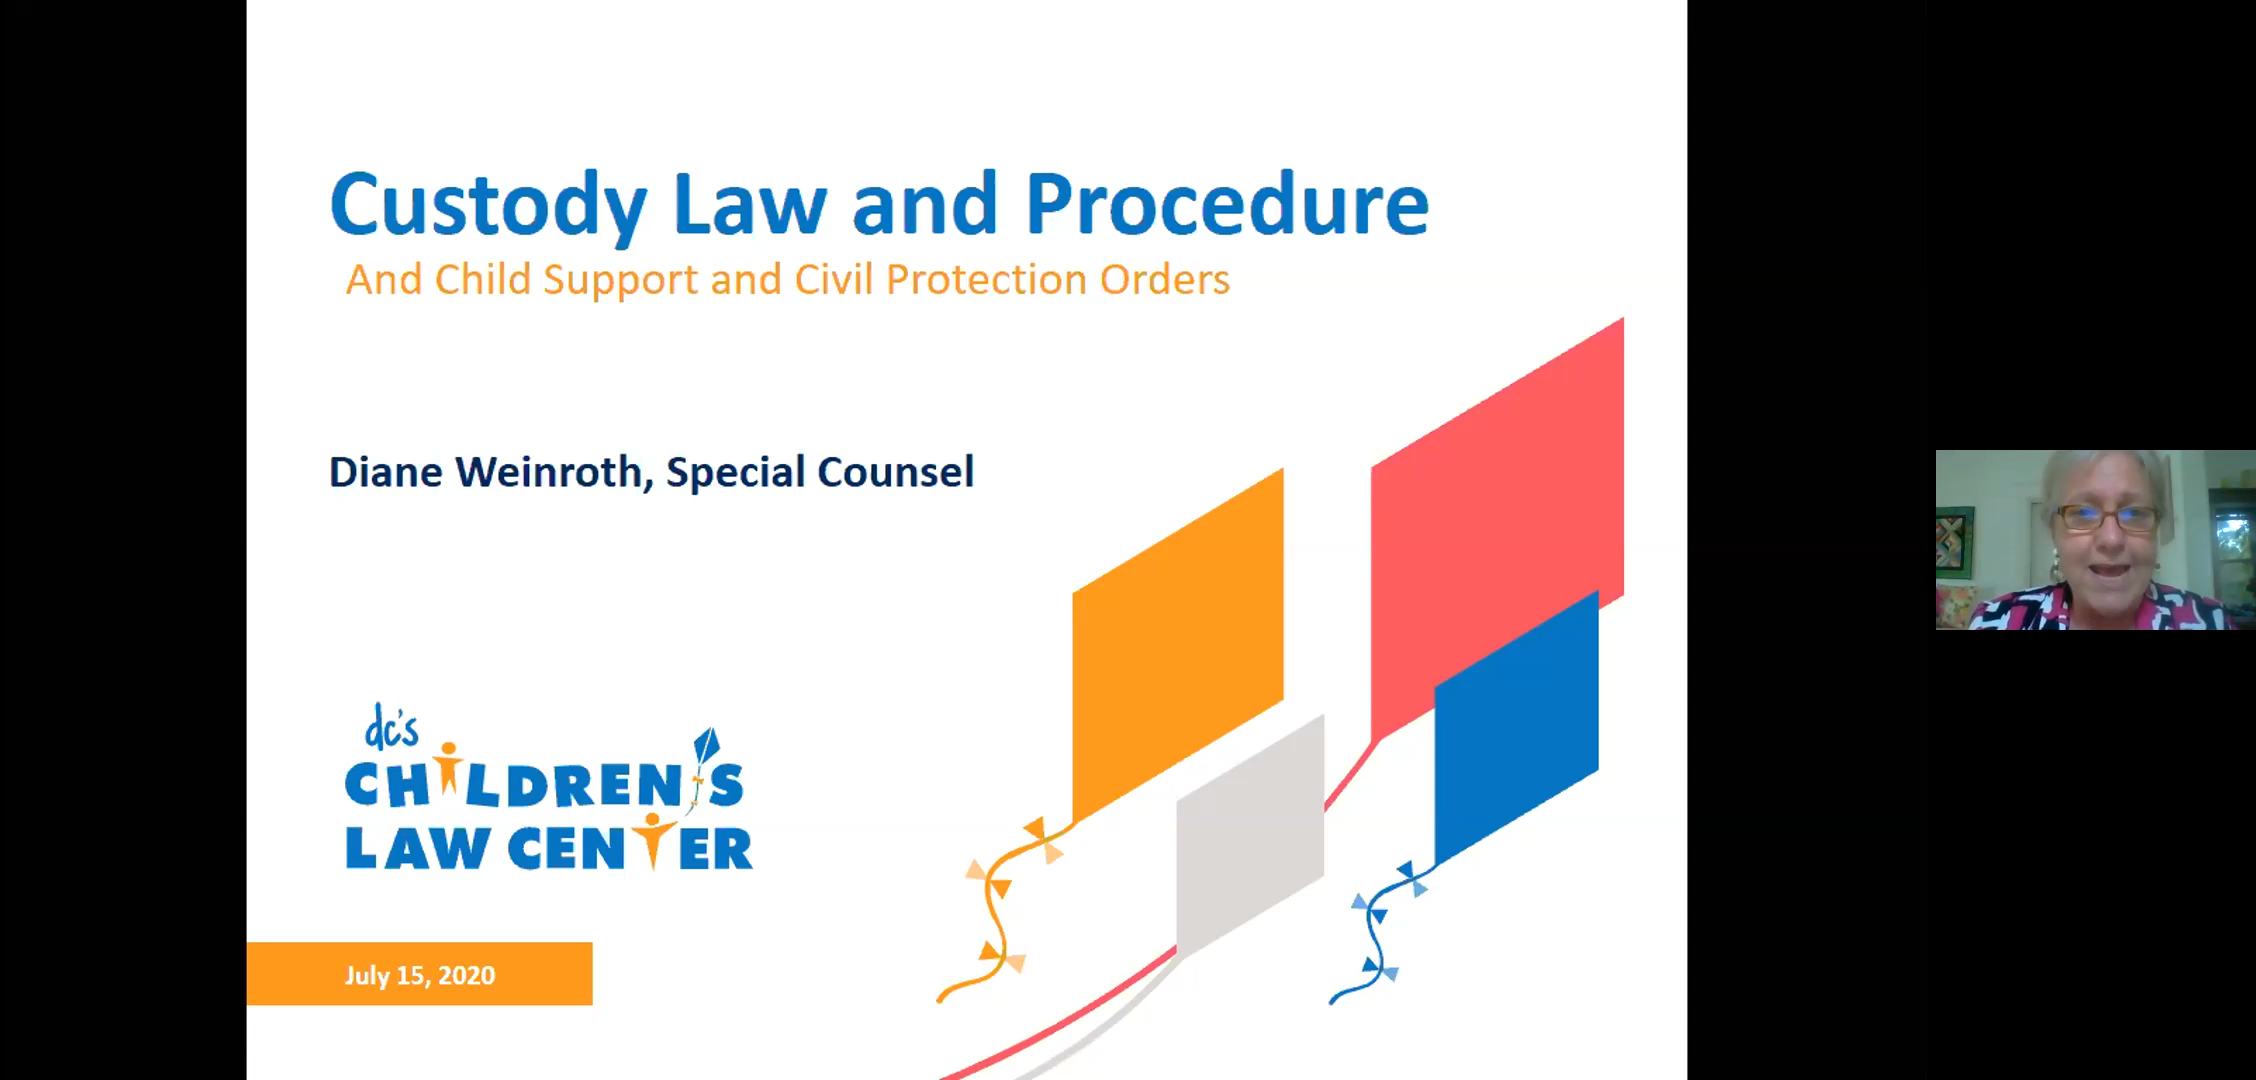 Custody Law and Procedure
And Child Support and Civil Protection Orders
Diane Weinroth, Special Counsel
dc's
CHILDREN'S
LAW CENTER
July 15, 2020